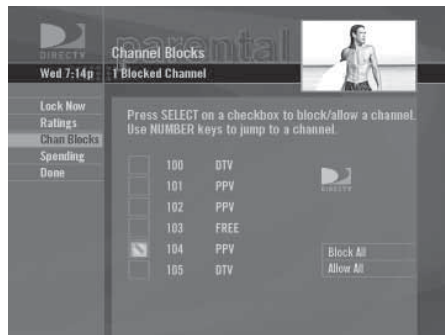 DIRECTV
parental
Channel Blocks
Wed 7:14p
1 Blocked Channel
Lock Now
Ratings
Chan Blocks
Spending
Done
Press SELECT on a checkbox to block/allow a channel.
Use NUMBER keys to jump to a channel.
100 DTV
101 PPV
102 PPV
103 FREE
104 PPV
105 DTV
DIRECTV
Block All
Allow All